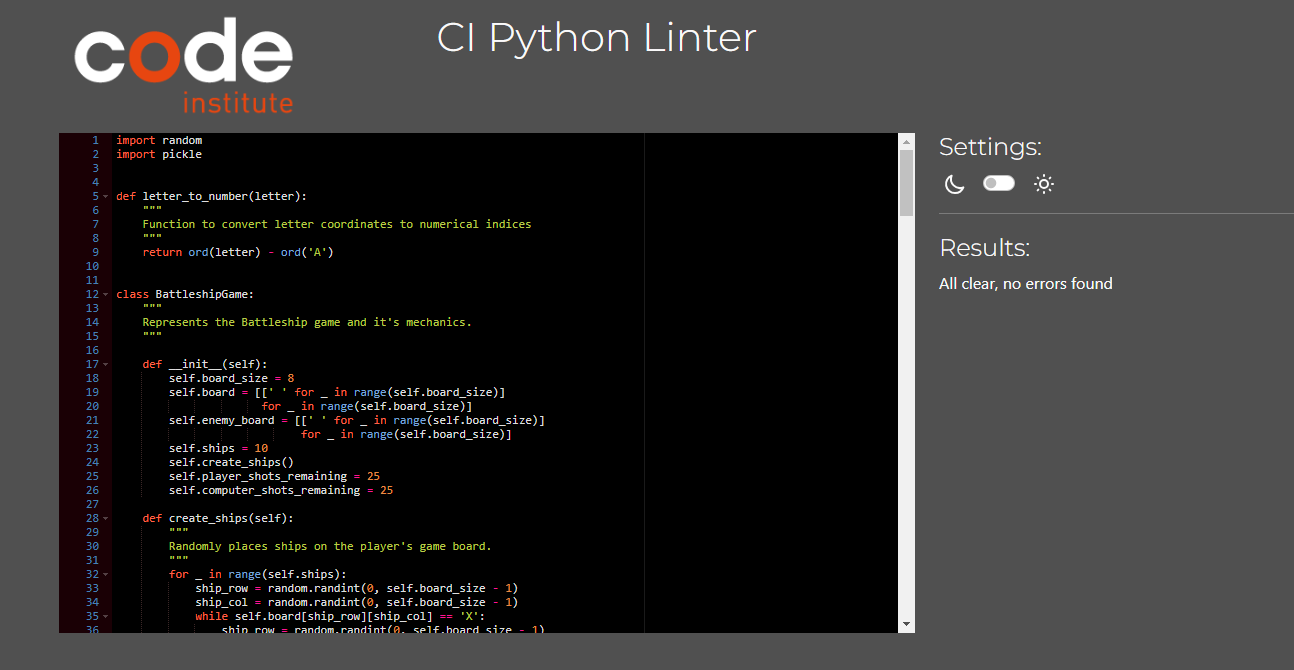 code
institute
CI Python Linter
1 import random
2 import pickle
3
4
5 def letter_to_number(letter):
6     """
7     Function to convert letter coordinates to numerical indices
8     """
9     return ord(letter) - ord('A')
10
11
12 class BattleshipGame:
13     """
14     Represents the Battleship game and it's mechanics.
15     """
16
17     def __init__(self):
18         self.board_size = 8
19         self.board = [[' ' for _ in range(self.board_size)]
20                       for _ in range(self.board_size)]
21         self.enemy_board = [[' ' for _ in range(self.board_size)]
22                             for _ in range(self.board_size)]
23         self.ships = 10
24         self.create_ships()
25         self.player_shots_remaining = 25
26         self.computer_shots_remaining = 25
27
28     def create_ships(self):
29         """
30         Randomly places ships on the player's game board.
31         """
32         for _ in range(self.ships):
33             ship_row = random.randint(0, self.board_size - 1)
34             ship_col = random.randint(0, self.board_size - 1)
35             while self.board[ship_row][ship_col] == 'X':
36                 ship_row = random.randint(0, self.board_size - 1)
Settings:
Results:
All clear, no errors found